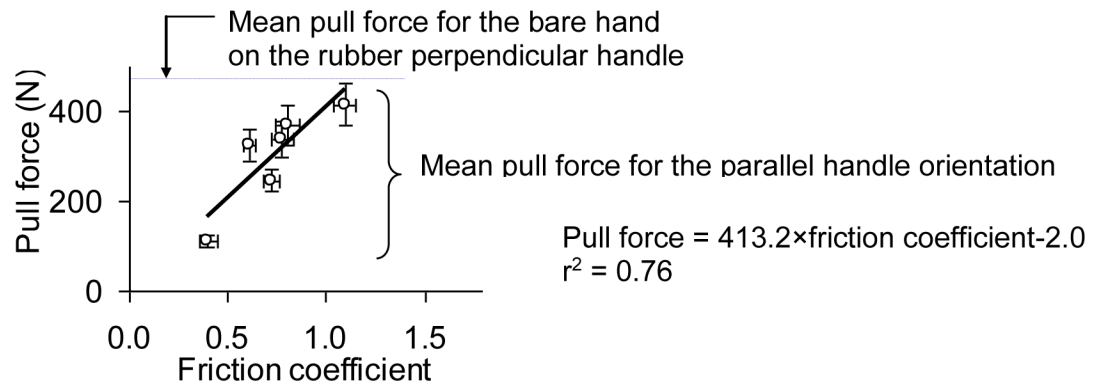 Mean pull force for the bare hand
on the rubber perpendicular handle
Pull force (N)
400
200
0
0.0 0.5 1.0 1.5
Friction coefficient
Mean pull force for the parallel handle orientation
Pull force = 413.2×friction coefficient-2.0
r² = 0.76